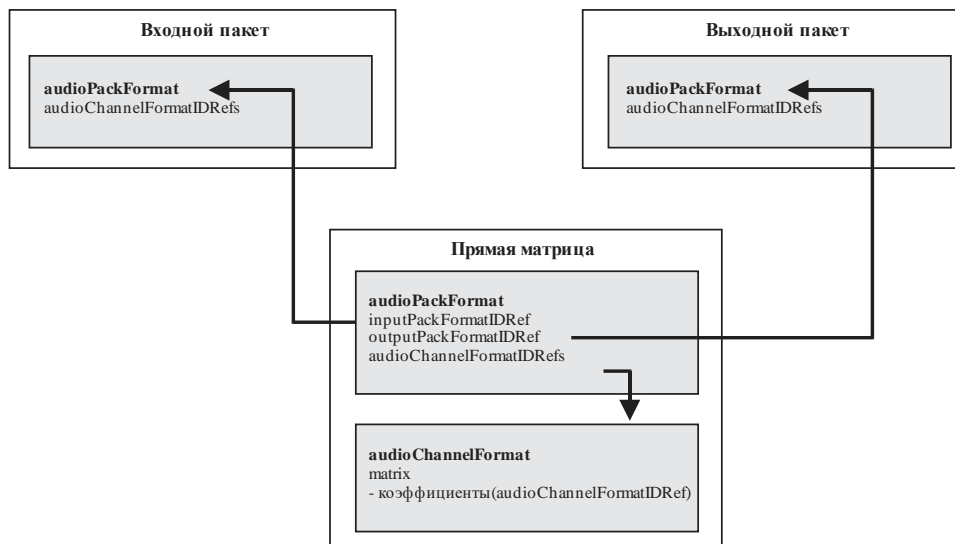 Входной пакет
audioPackFormat
audioChannelFormatIDRefs
Выходной пакет
audioPackFormat
audioChannelFormatIDRefs
Прямая матрица
audioPackFormat
inputPackFormatIDRef
outputPackFormatIDRef
audioChannelFormatIDRefs
audioChannelFormat
matrix
- коэффициенты(audioChannelFormatIDRef)